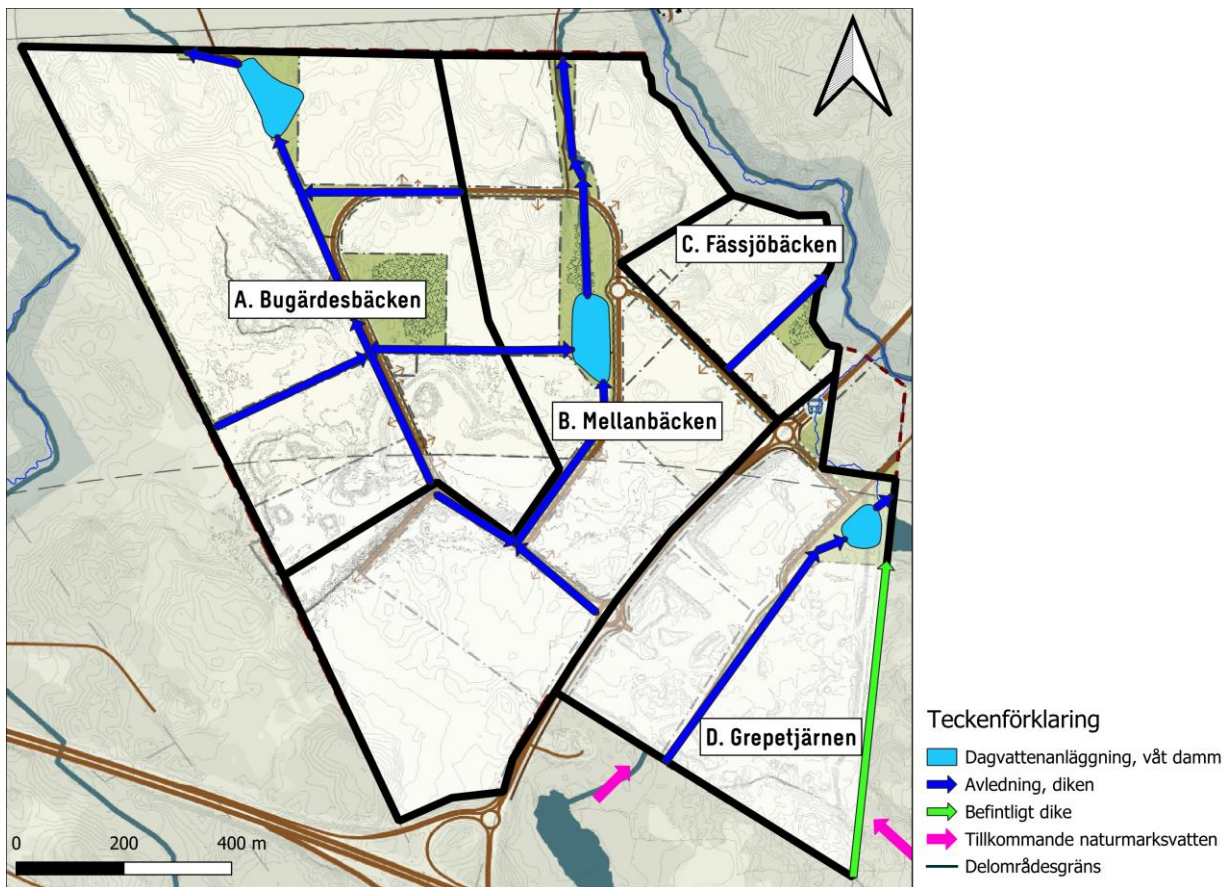 C. Fässjöbäcken
A. Bugärdesbäcken
B. Mellanbäcken
D. Grepetjärnen
0 200 400 m
Teckenförklaring
Dagvattenanläggning, våt damm
Avledning, diken
Befintligt dike
Tillkommande naturmarksvatten
Delområdesgräns